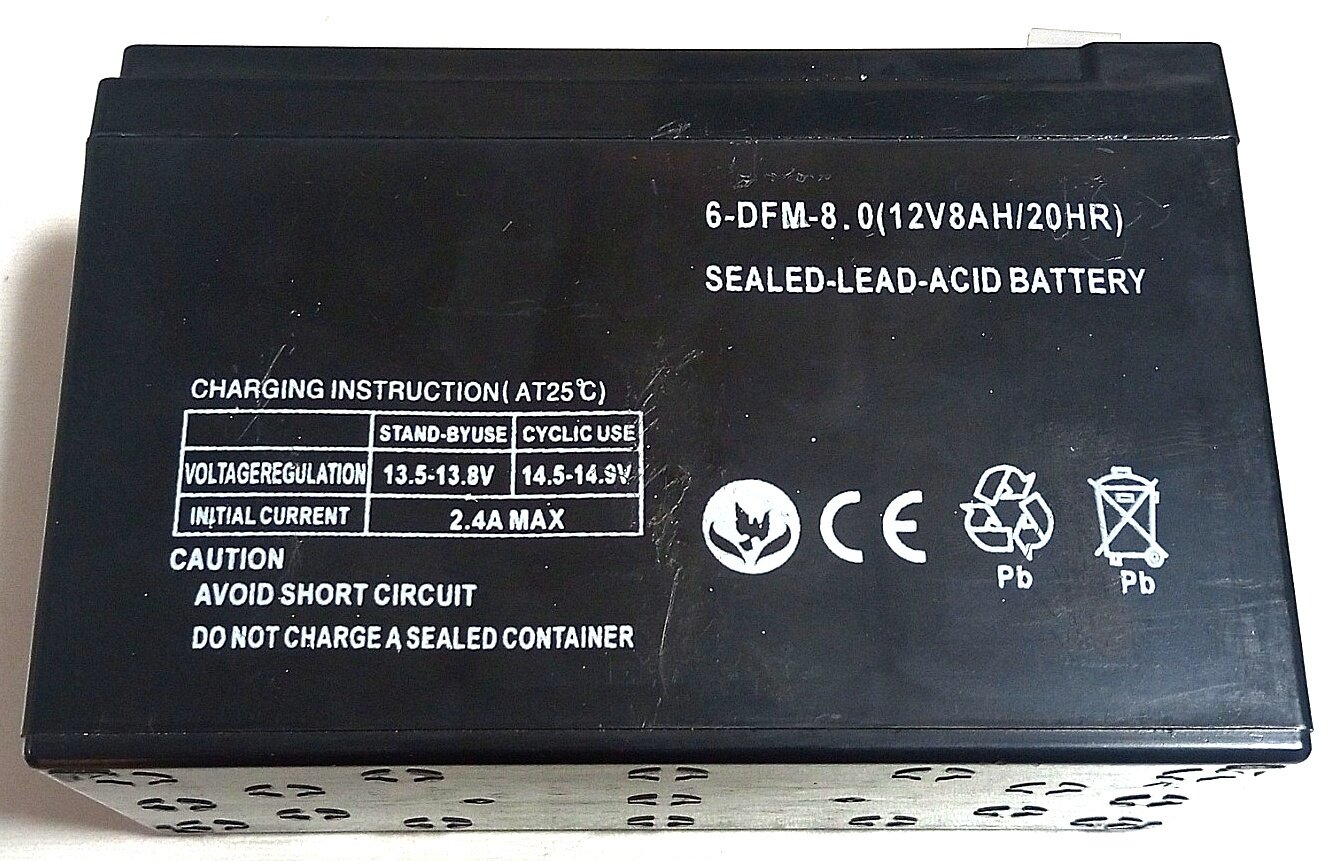 6-DFM-8.0(12V8AH/20HR)
SEALED-LEAD-ACID BATTERY
CHARGING INSTRUCTION( AT25℃)
STAND-BYUSE CYCLIC USE
VOLTAGEREGULATION 13.5-13.8V 14.5-14.9V
INITIAL CURRENT 2.4A MAX
CAUTION
AVOID SHORT CIRCUIT
DO NOT CHARGE A SEALED CONTAINER
CE
Pb Pb